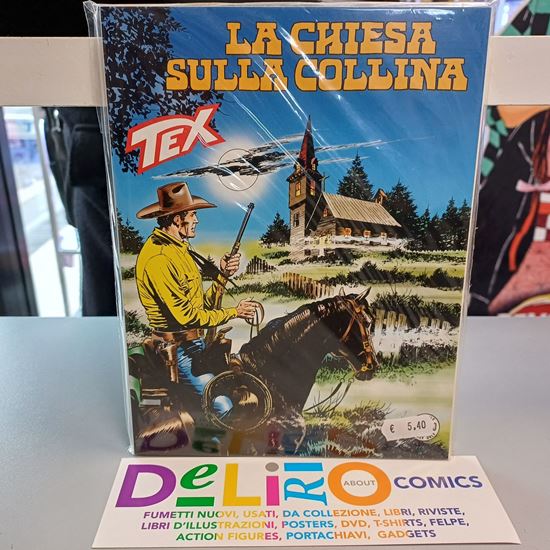 LA CHIESA
SULLA COLLINA
TEX
€ 5.40
DeLiRiO ABOUT COMICS
FUMETTI NUOVI, USATI, DA COLLEZIONE, LIBRI, RIVISTE,
LIBRI D'ILLUSTRAZIONI, POSTERS, DVD, T-SHIRTS, FELPE,
ACTION FIGURES, PORTACHIAVI, GADGETS